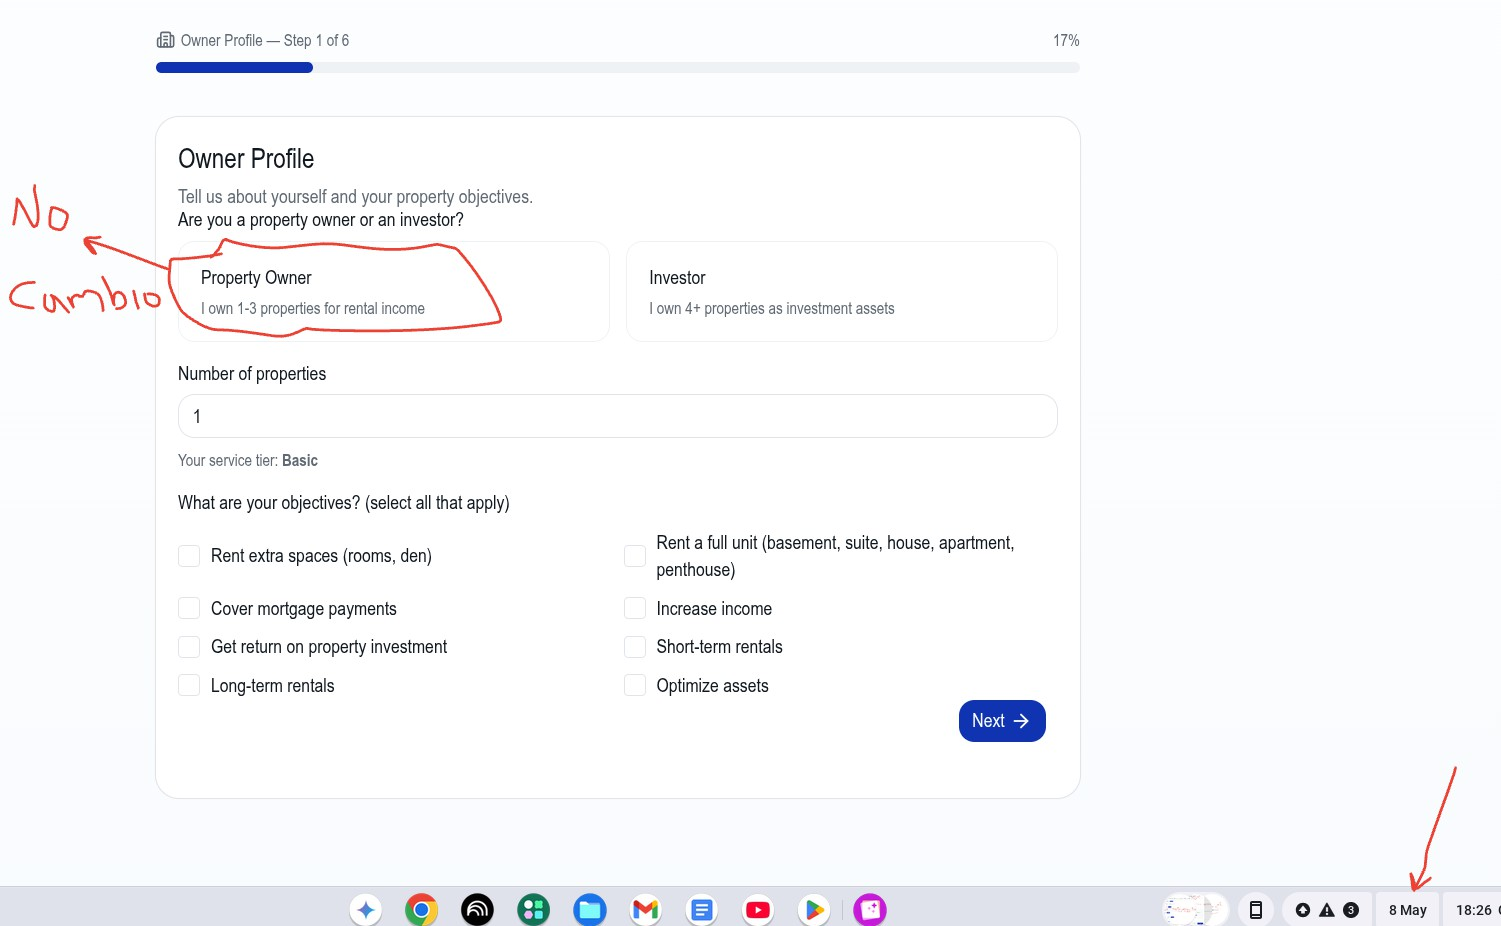 Owner Profile — Step 1 of 6
17%
Owner Profile
Tell us about yourself and your property objectives.
Are you a property owner or an investor?
No
Cambio
Property Owner
I own 1-3 properties for rental income
Investor
I own 4+ properties as investment assets
Number of properties
1
Your service tier: Basic
What are your objectives? (select all that apply)
Rent extra spaces (rooms, den)
Rent a full unit (basement, suite, house, apartment,
penthouse)
Cover mortgage payments
Increase income
Get return on property investment
Short-term rentals
Long-term rentals
Optimize assets
Next
3
8 May
18:26